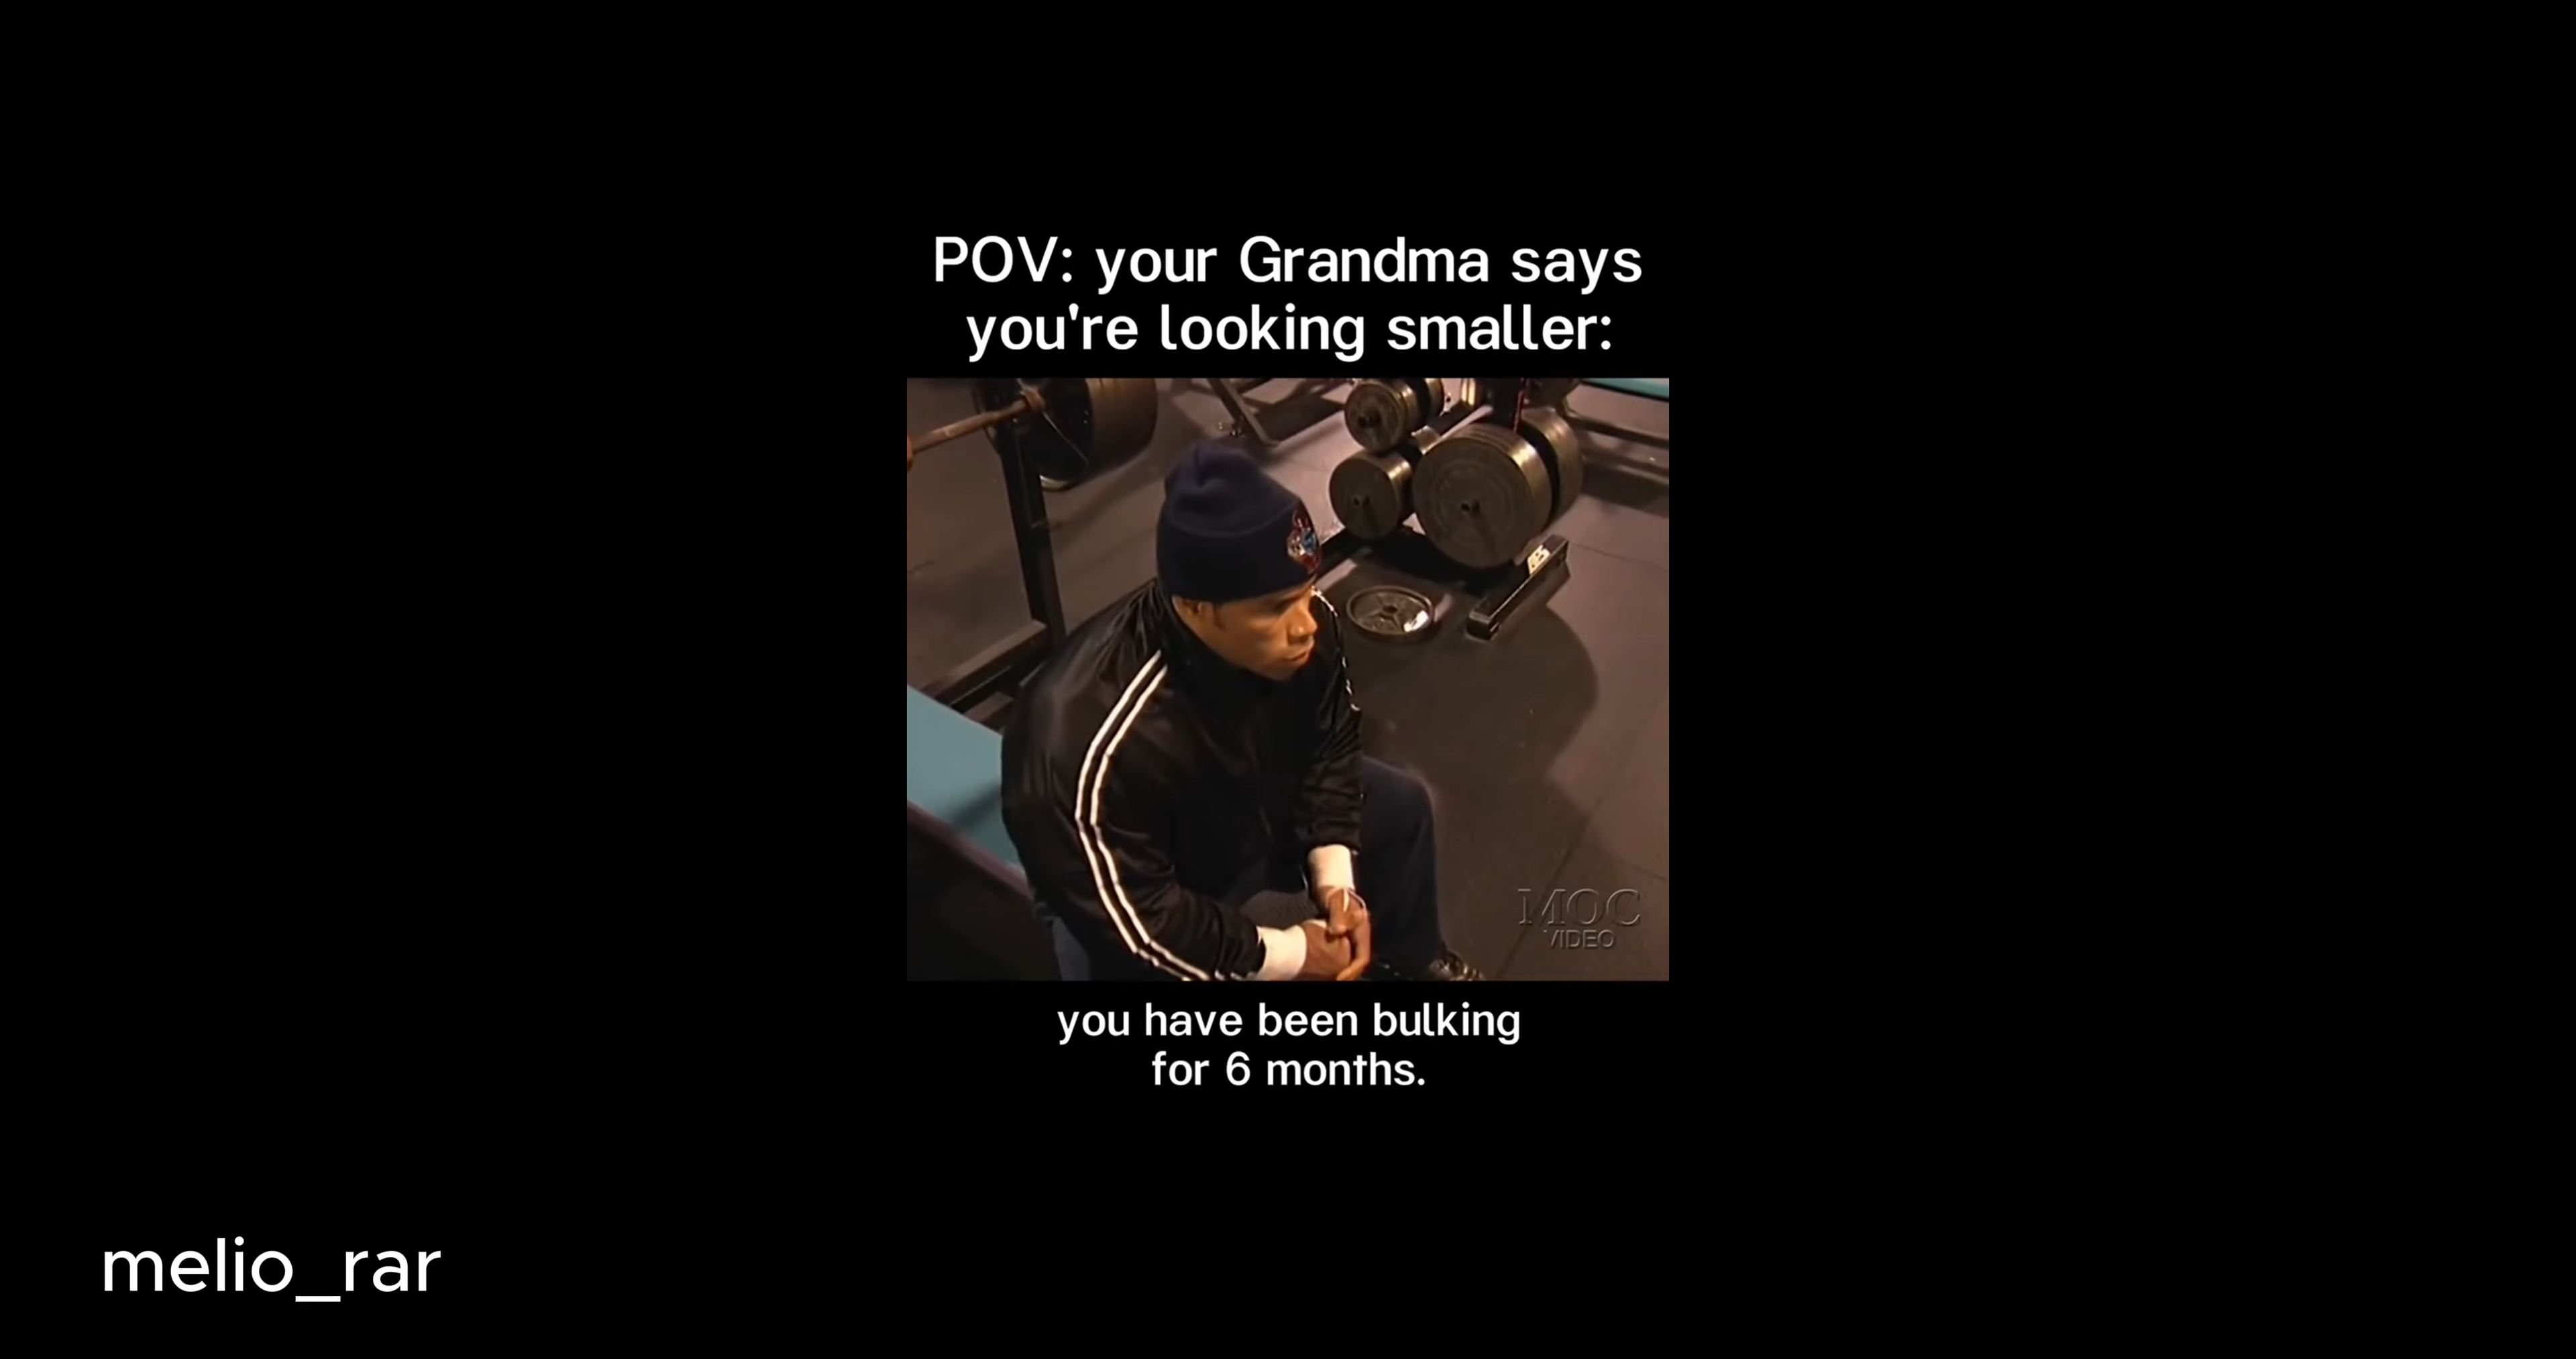 POV: your Grandma says
you're looking smaller:
MOC
VIDEO
you have been bulking
for 6 months.
melio_rar